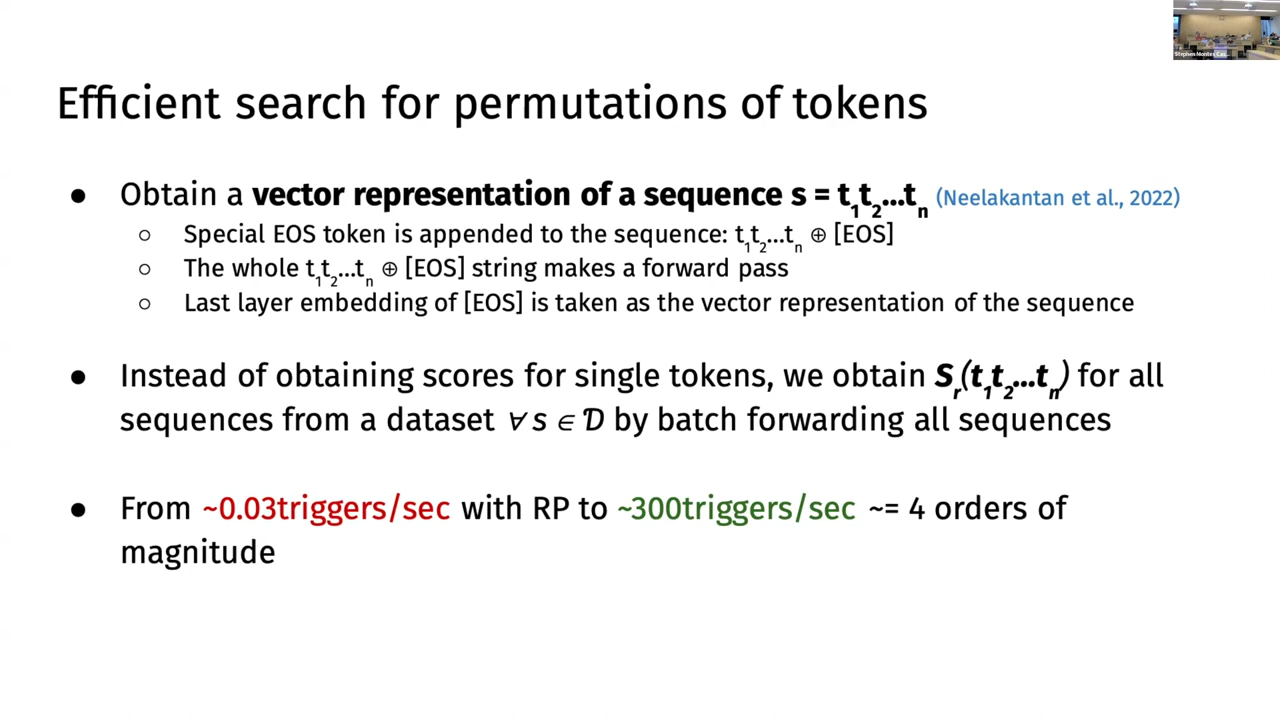 Stephen Montes Cas...
Efficient search for permutations of tokens
● Obtain a vector representation of a sequence s = t₁t₂...tₙ (Neelakantan et al., 2022)
○ Special EOS token is appended to the sequence: t₁t₂...tₙ ⊕ [EOS]
○ The whole t₁t₂...tₙ ⊕ [EOS] string makes a forward pass
○ Last layer embedding of [EOS] is taken as the vector representation of the sequence
● Instead of obtaining scores for single tokens, we obtain Sᵣ(t₁t₂...tₙ) for all
sequences from a dataset ∀ s ∈ 𝒟 by batch forwarding all sequences
● From ~0.03triggers/sec with RP to ~300triggers/sec ~= 4 orders of
magnitude